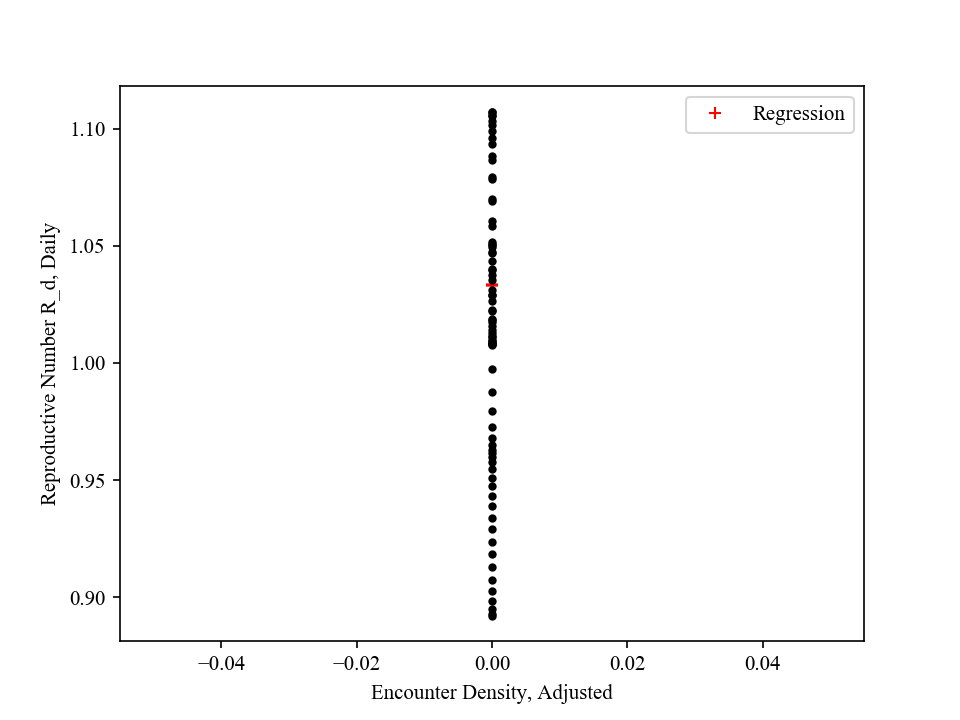 Regression
1.10
1.05
1.00
0.95
0.90
Reproductive Number R_d, Daily
−0.04 −0.02 0.00 0.02 0.04
Encounter Density, Adjusted